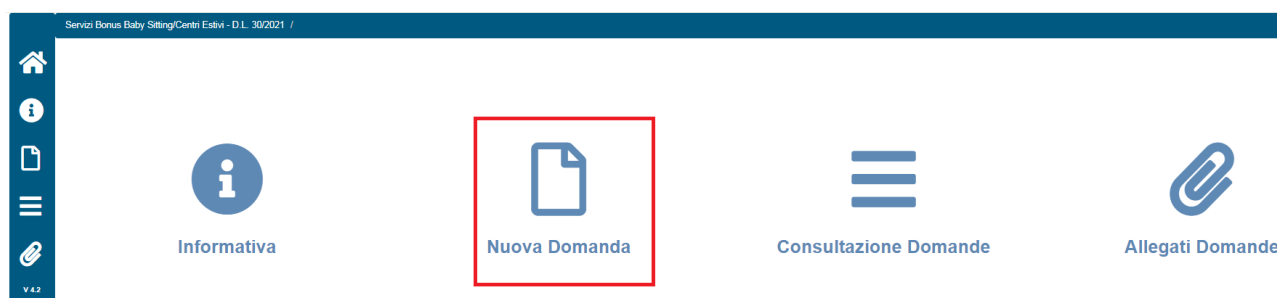 Servizi Bonus Baby Sitting/Centri Estivi - D.L. 30/2021 /
Informativa
Nuova Domanda
Consultazione Domande
Allegati Domande
V 4.2